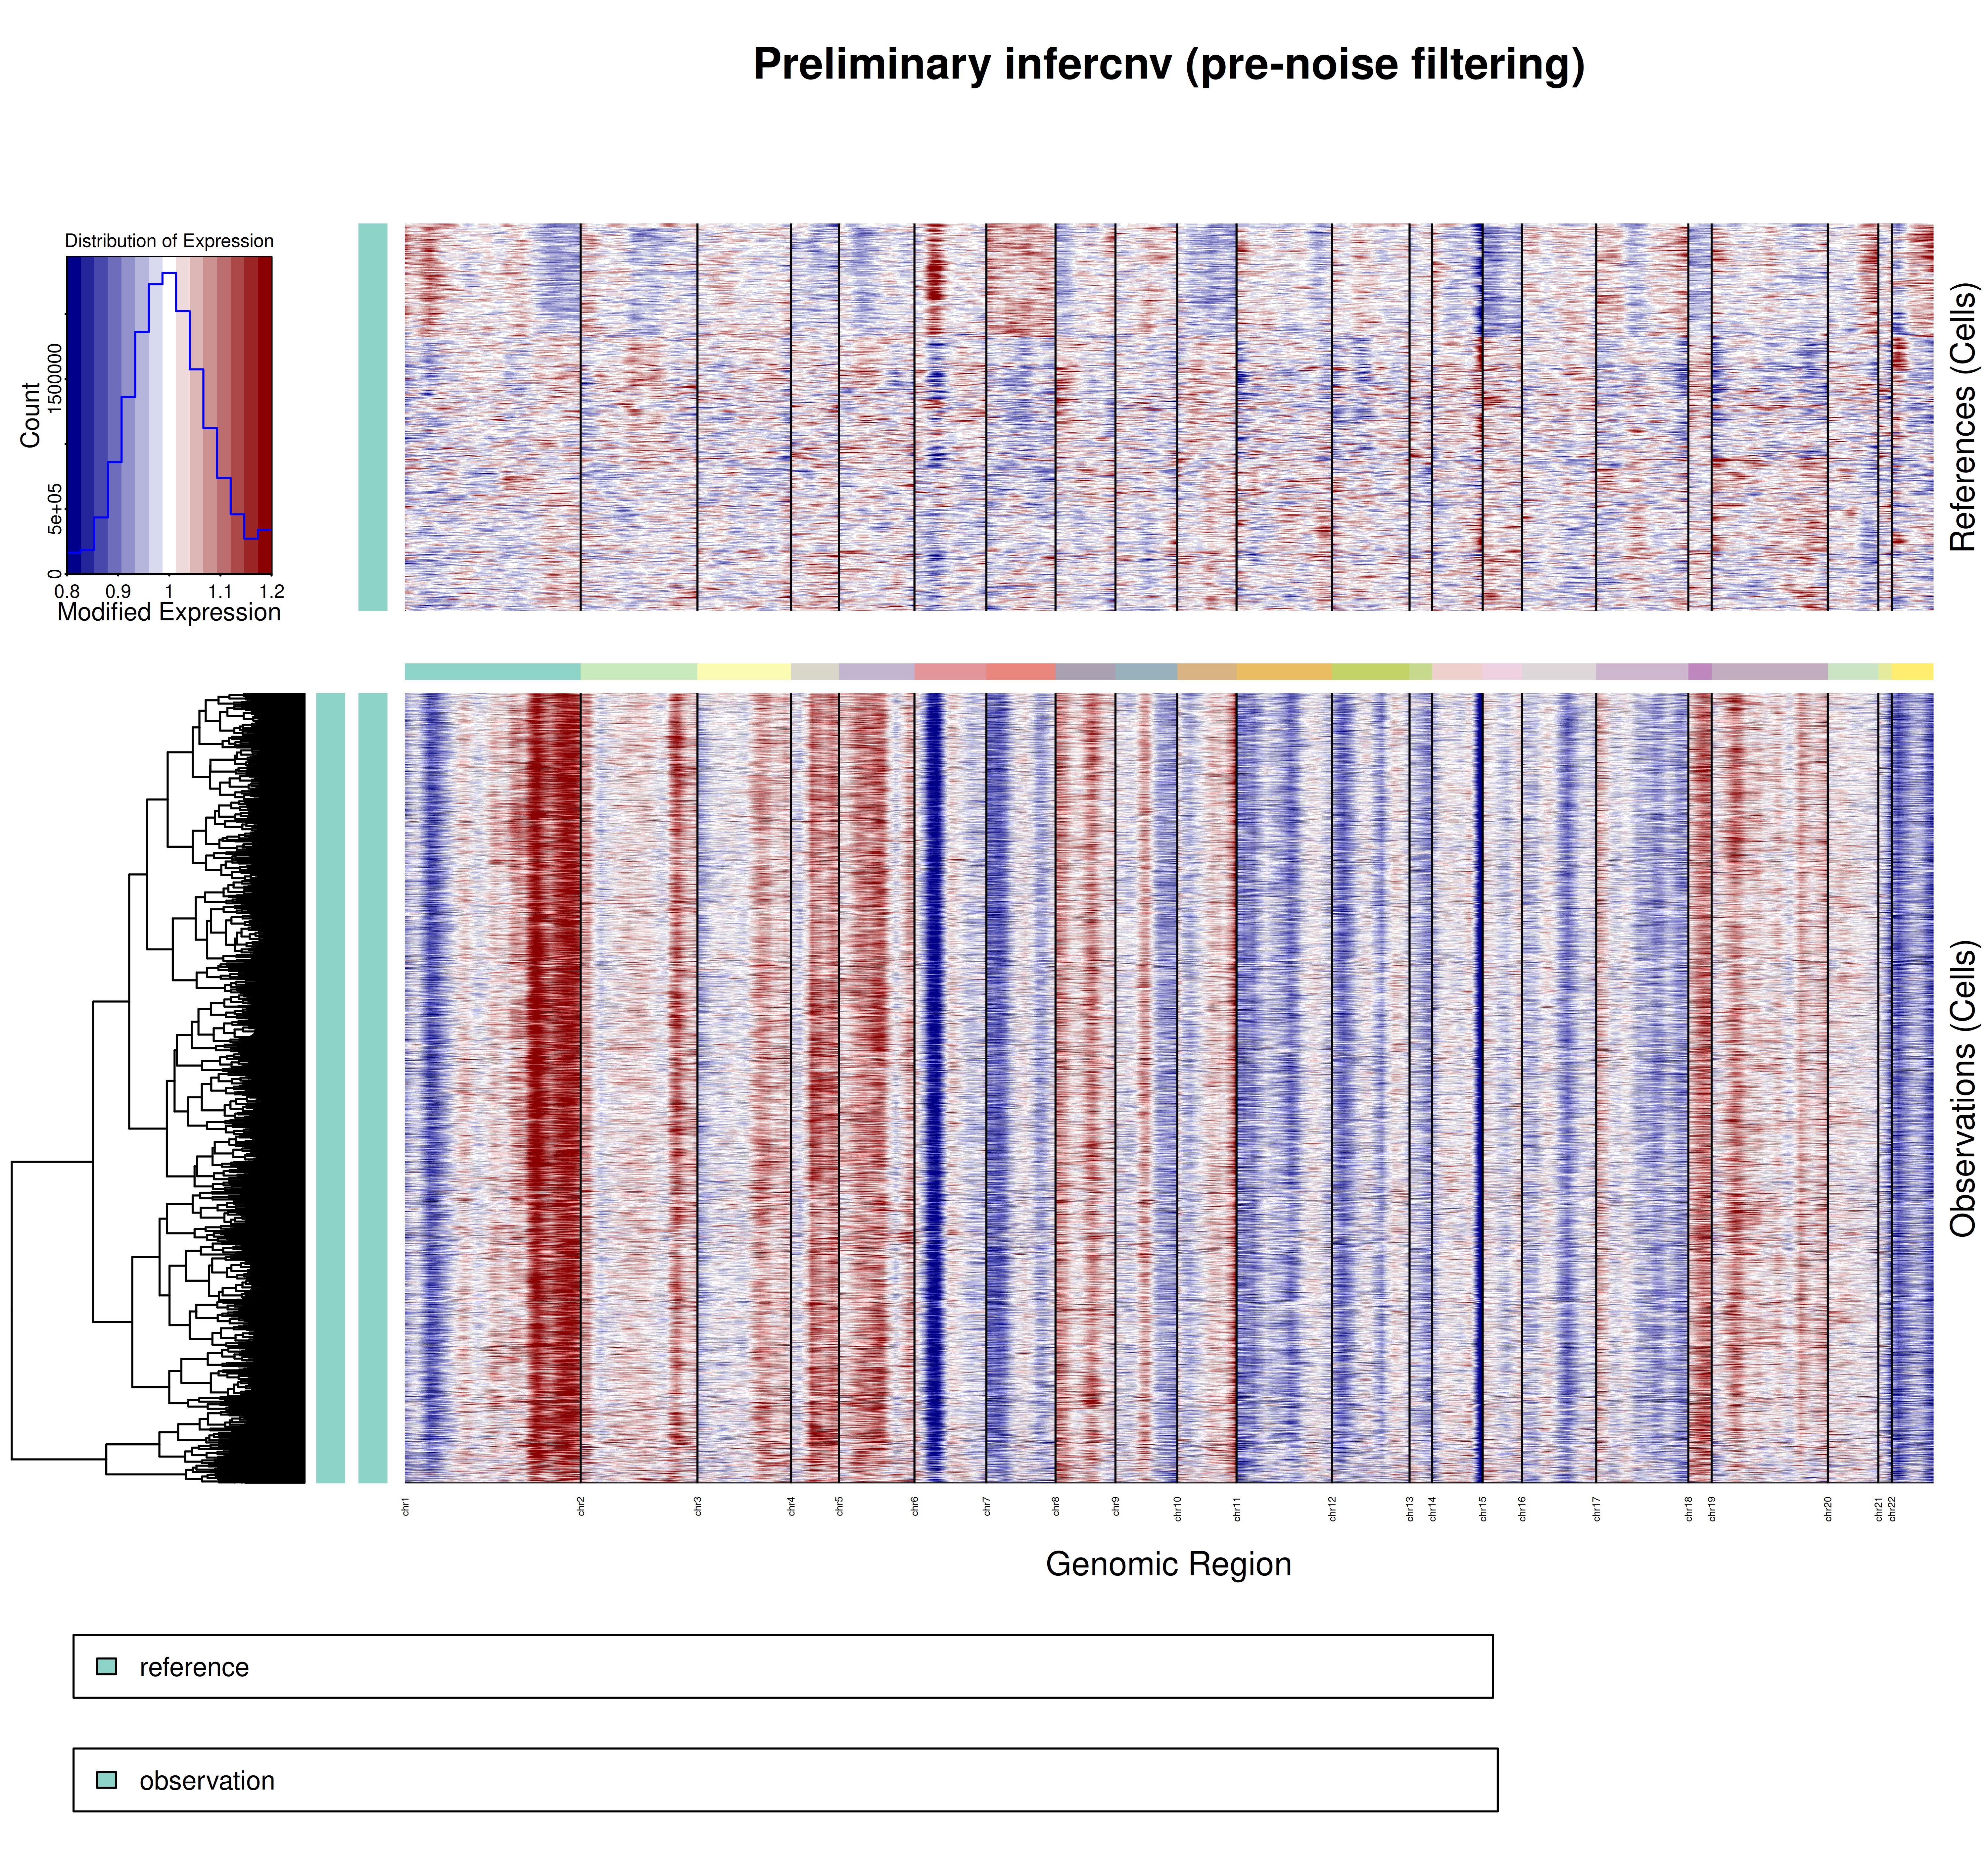 Preliminary infercnv (pre-noise filtering)
Distribution of Expression
Count
0
5e+05
1500000
0.8 0.9 1 1.1 1.2
Modified Expression
References (Cells)
Observations (Cells)
chr1 chr2 chr3 chr4 chr5 chr6 chr7 chr8 chr9 chr10 chr11 chr12 chr13 chr14 chr15 chr16 chr17 chr18 chr19 chr20 chr21 chr22
Genomic Region
reference
observation